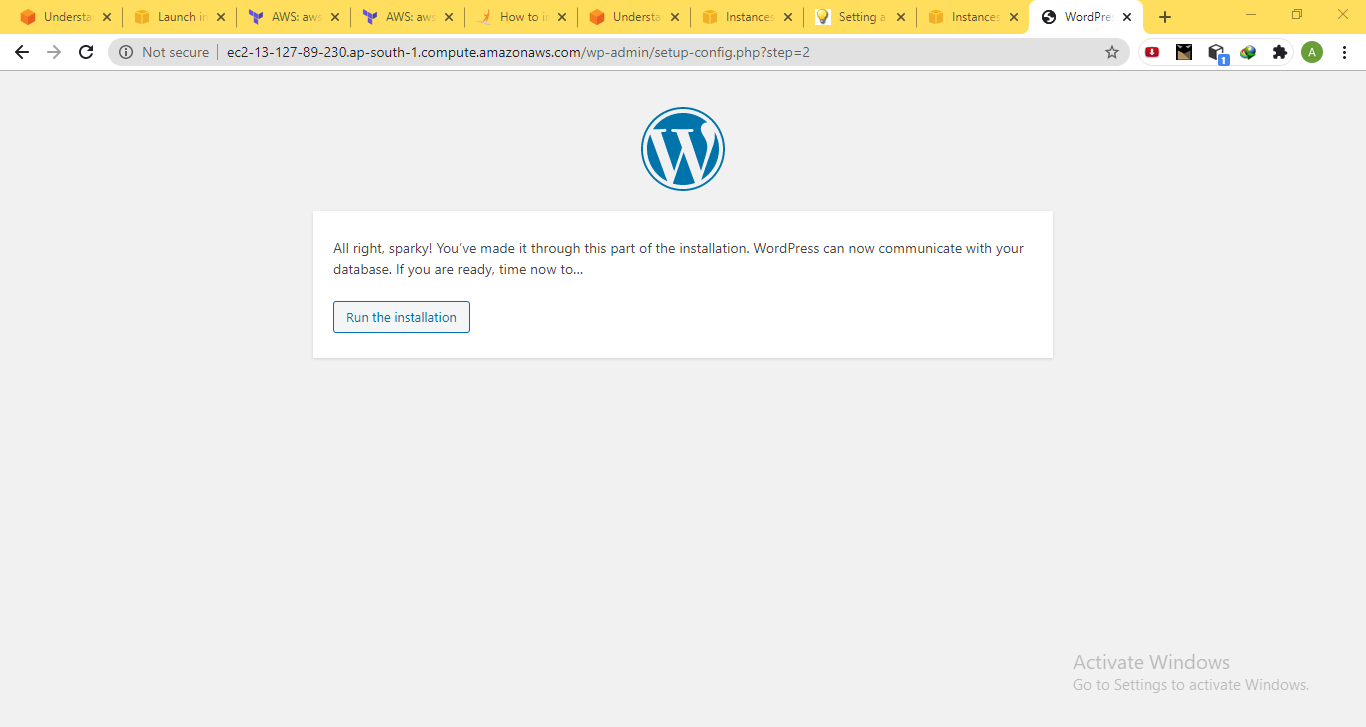 Understa
Launch in
AWS: aws
AWS: aws
How to in
Understa
Instances
Setting a
Instances
WordPres
Not secure
ec2-13-127-89-230.ap-south-1.compute.amazonaws.com/wp-admin/setup-config.php?step=2
1
A
All right, sparky! You’ve made it through this part of the installation. WordPress can now communicate with your
database. If you are ready, time now to…
Run the installation
Activate Windows
Go to Settings to activate Windows.